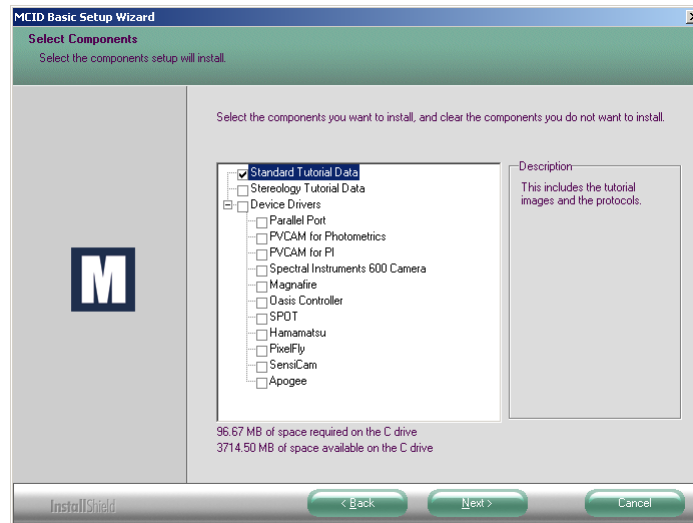 MCID Basic Setup Wizard
Select Components
Select the components setup will install.
Select the components you want to install, and clear the components you do not want to install.
Standard Tutorial Data
Stereology Tutorial Data
Device Drivers
Parallel Port
PVCAM for Photometrics
PVCAM for PI
Spectral Instruments 600 Camera
Magnafire
Oasis Controller
SPOT
Hamamatsu
PixelFly
SensiCam
Apogee
Description
This includes the tutorial
images and the protocols.
M
96.67 MB of space required on the C drive
3714.50 MB of space available on the C drive
InstallShield
< Back
Next >
Cancel